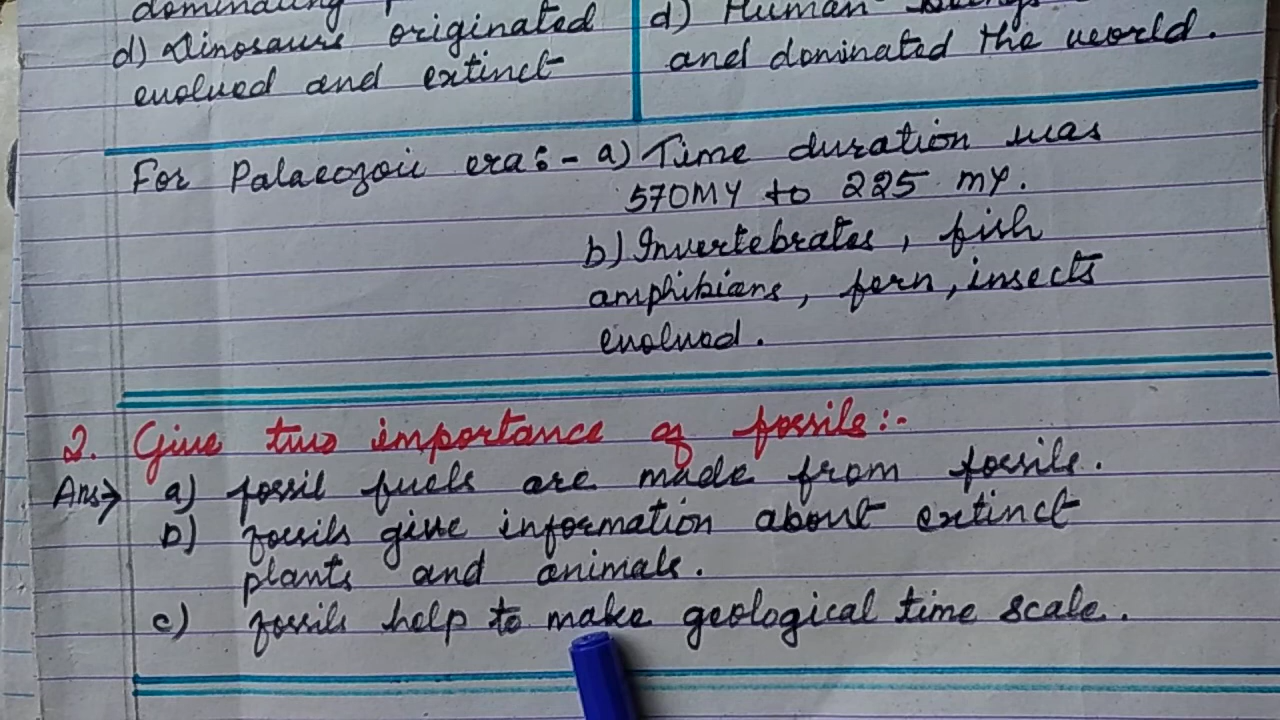 dominating
d) Dinosaurs originated
evolved and extinct
d) Human Beings
and dominated the world.
For Palaeozoic era:- a) Time duration was
570MY to 225 my.
b) Invertebrates, fish
amphibians, fern, insects
evolved.
2. Give two importance of fossils:-
Ans→ a) fossil fuels are made from fossils.
b) fossils give information about extinct
plants and animals.
c) fossils help to make geological time scale.